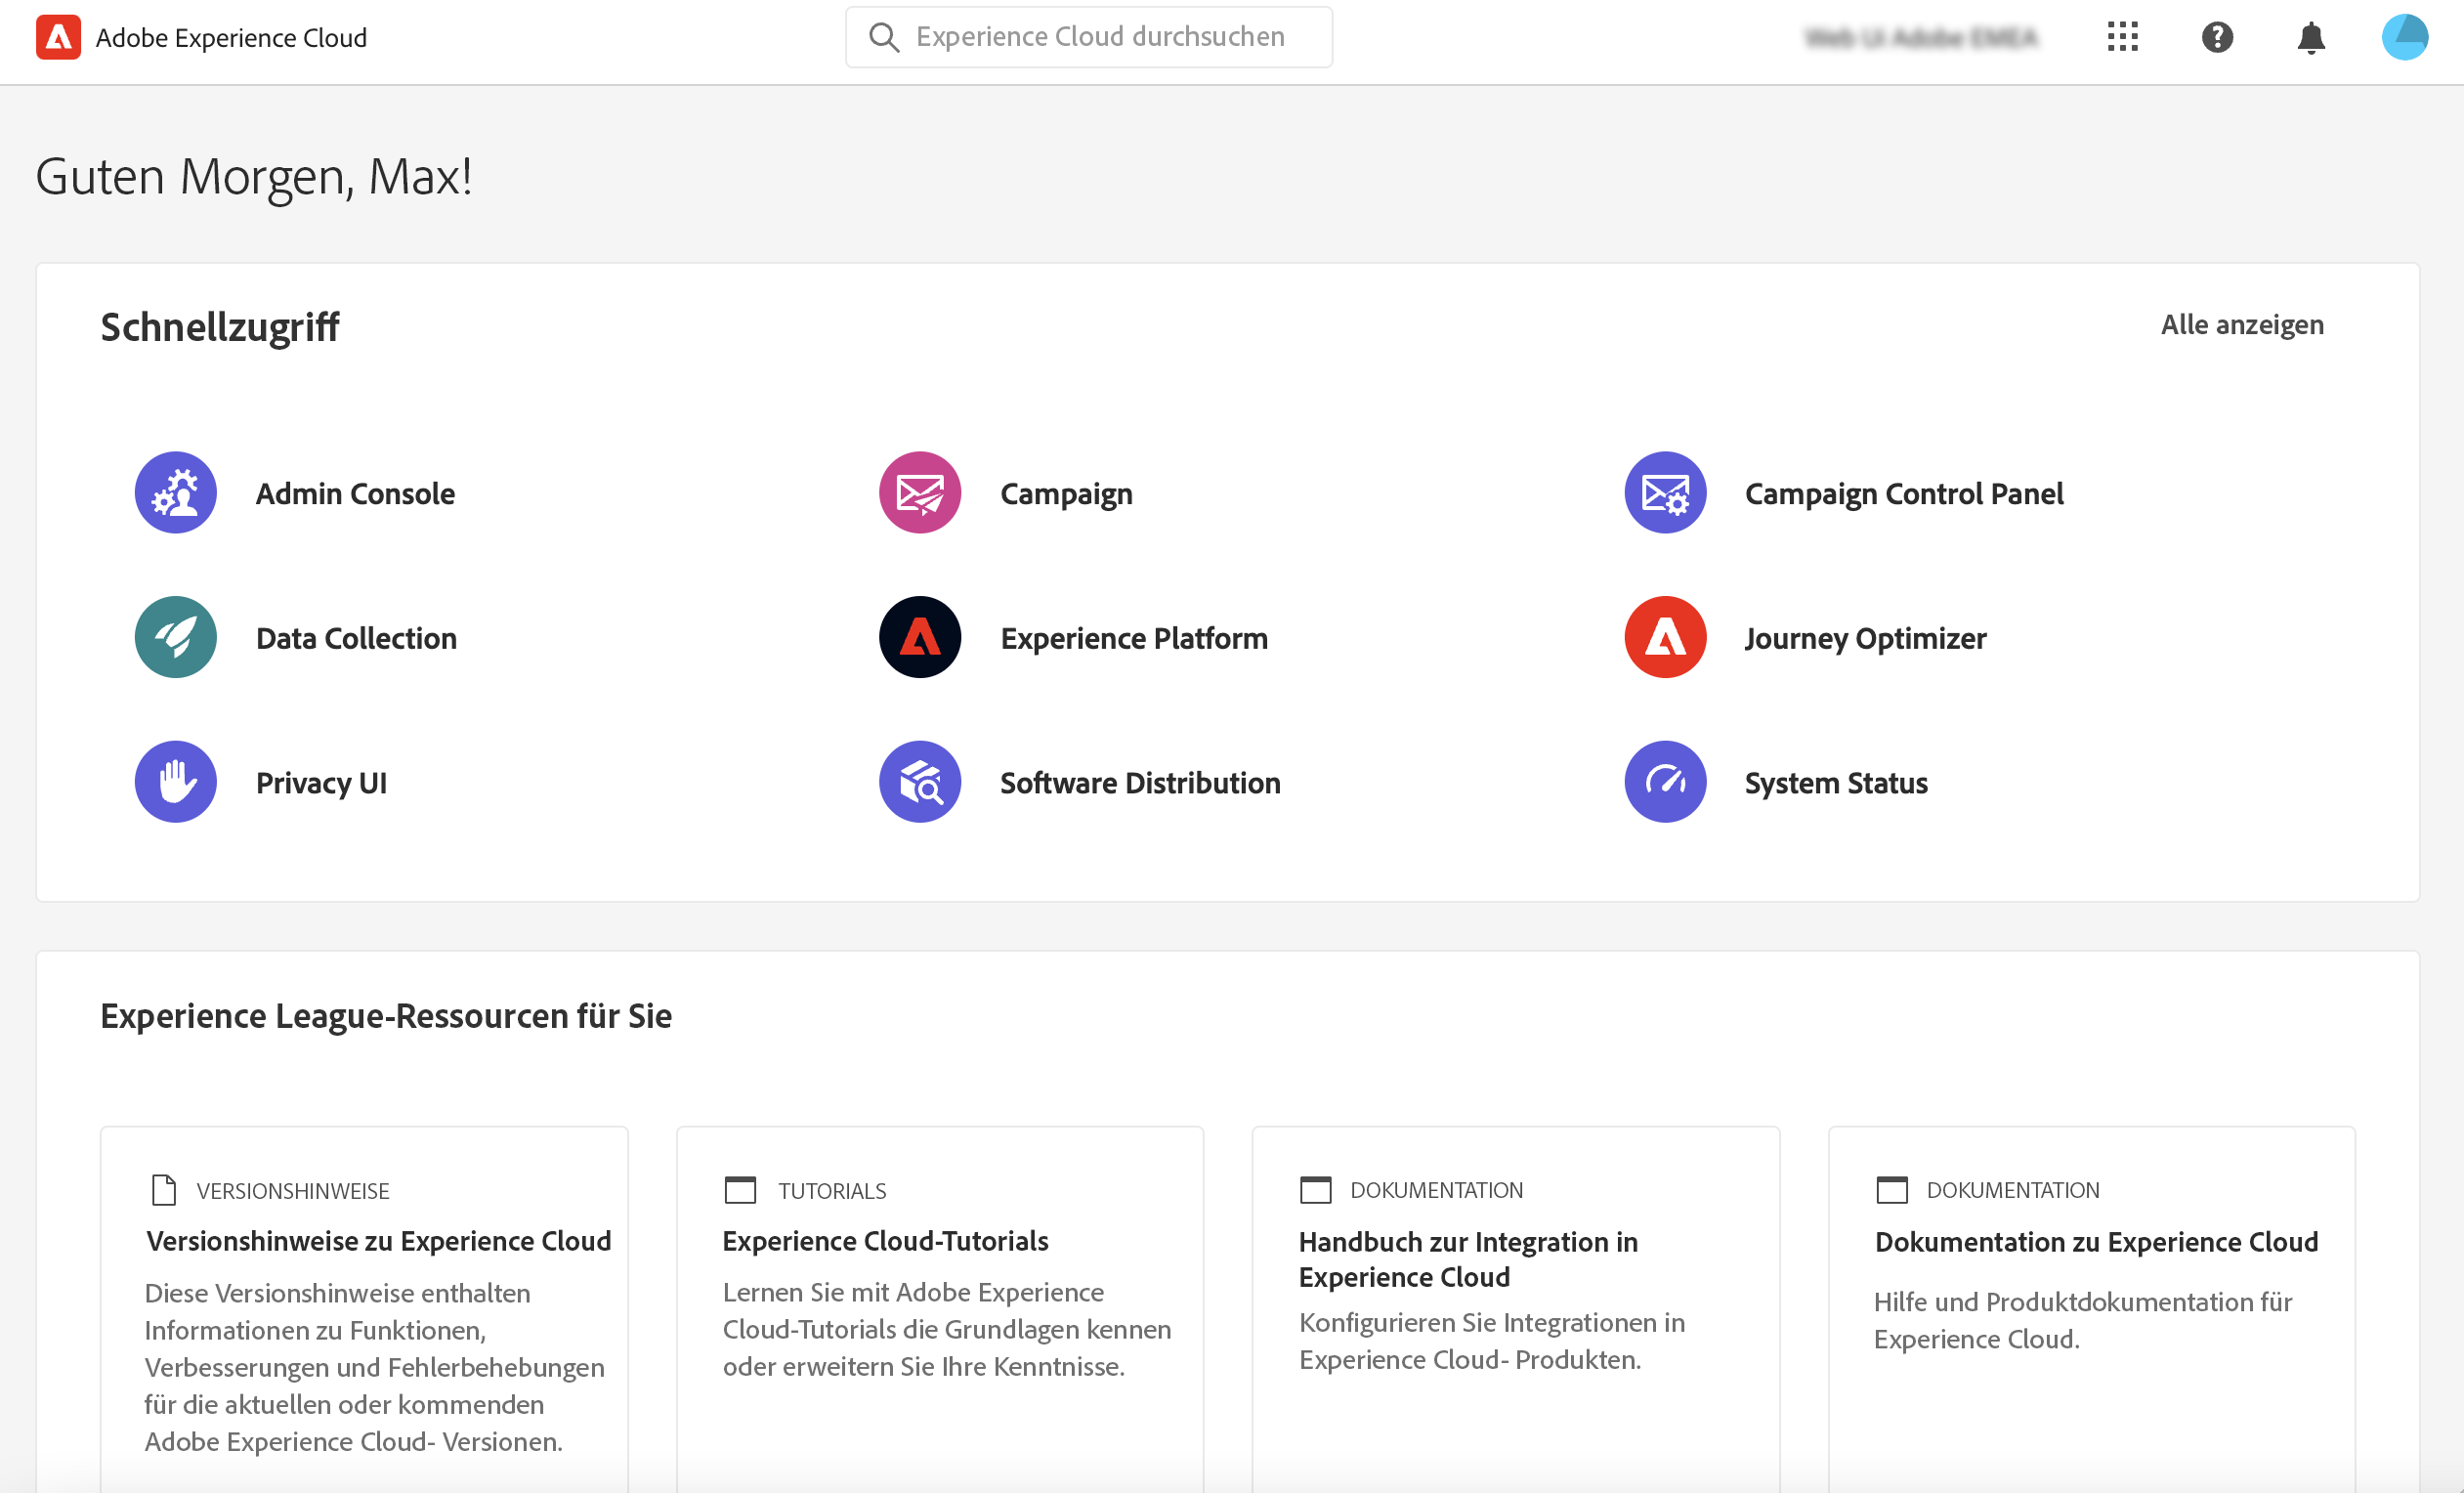 Adobe Experience Cloud
Experience Cloud durchsuchen
Guten Morgen, Max!
Schnellzugriff
Alle anzeigen
Admin Console
Campaign
Campaign Control Panel
Data Collection
Experience Platform
Journey Optimizer
Privacy UI
Software Distribution
System Status
Experience League-Ressourcen für Sie
VERSIONSHINWEISE
Versionshinweise zu Experience Cloud
Diese Versionshinweise enthalten
Informationen zu Funktionen,
Verbesserungen und Fehlerbehebungen
für die aktuellen oder kommenden
Adobe Experience Cloud- Versionen.
TUTORIALS
Experience Cloud-Tutorials
Lernen Sie mit Adobe Experience
Cloud-Tutorials die Grundlagen kennen
oder erweitern Sie Ihre Kenntnisse.
DOKUMENTATION
Handbuch zur Integration in
Experience Cloud
Konfigurieren Sie Integrationen in
Experience Cloud- Produkten.
DOKUMENTATION
Dokumentation zu Experience Cloud
Hilfe und Produktdokumentation für
Experience Cloud.